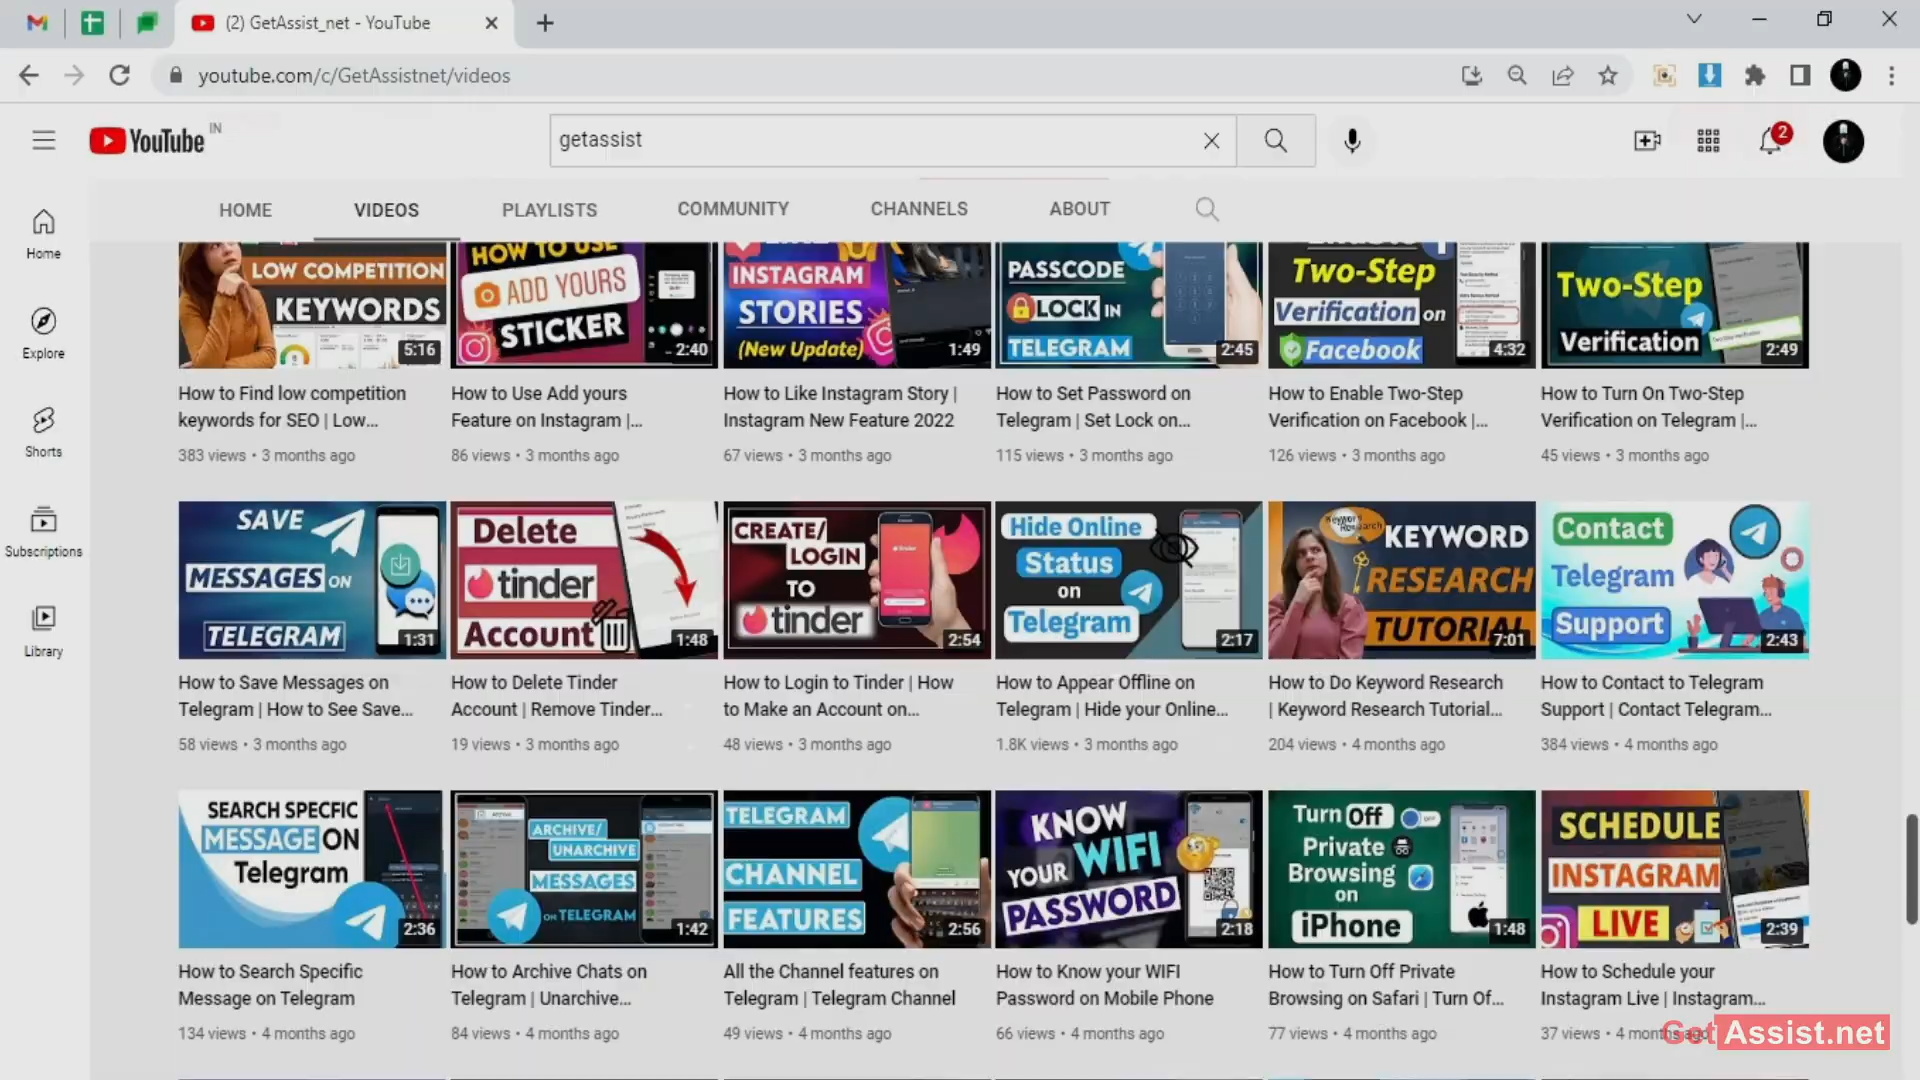 (2) GetAssist_net - YouTube
youtube.com/c/GetAssistnet/videos
YouTube IN
getassist
2
HOME VIDEOS PLAYLISTS COMMUNITY CHANNELS ABOUT
Home
Explore
Shorts
Subscriptions
Library
LOW COMPETITION
KEYWORDS
5:16
HOW TO USE
ADD YOURS
STICKER
2:40
INSTAGRAM
STORIES
(New Update)
1:49
PASSCODE
LOCK IN
TELEGRAM
2:45
Two-Step
Verification on
Facebook
4:32
Two-Step
Verification
2:49
How to Find low competition
keywords for SEO | Low...
383 views • 3 months ago
How to Use Add yours
Feature on Instagram |...
86 views • 3 months ago
How to Like Instagram Story |
Instagram New Feature 2022
67 views • 3 months ago
How to Set Password on
Telegram | Set Lock on...
115 views • 3 months ago
How to Enable Two-Step
Verification on Facebook |...
126 views • 3 months ago
How to Turn On Two-Step
Verification on Telegram |...
45 views • 3 months ago
SAVE
MESSAGES ON
TELEGRAM
1:31
Delete
tinder
Account
1:48
CREATE/
LOGIN
TO
tinder
2:54
Hide Online
Status
on
Telegram
2:17
KEYWORD
RESEARCH
TUTORIAL
7:01
Contact
Telegram
Support
2:43
How to Save Messages on
Telegram | How to See Save...
58 views • 3 months ago
How to Delete Tinder
Account | Remove Tinder...
19 views • 3 months ago
How to Login to Tinder | How
to Make an Account on...
48 views • 3 months ago
How to Appear Offline on
Telegram | Hide your Online...
1.8K views • 3 months ago
How to Do Keyword Research
| Keyword Research Tutorial...
204 views • 4 months ago
How to Contact to Telegram
Support | Contact Telegram...
384 views • 4 months ago
SEARCH SPECFIC
MESSAGE ON
Telegram
2:36
ARCHIVE/
UNARCHIVE
MESSAGES
ON TELEGRAM
1:42
TELEGRAM
CHANNEL
FEATURES
2:56
KNOW
YOUR WIFI
PASSWORD
2:18
Turn Off
Private
Browsing
on
iPhone
1:48
SCHEDULE
INSTAGRAM
LIVE
2:39
How to Search Specific
Message on Telegram
134 views • 4 months ago
How to Archive Chats on
Telegram | Unarchive...
84 views • 4 months ago
All the Channel features on
Telegram | Telegram Channel
49 views • 4 months ago
How to Know your WIFI
Password on Mobile Phone
66 views • 4 months ago
How to Turn Off Private
Browsing on Safari | Turn Of...
77 views • 4 months ago
How to Schedule your
Instagram Live | Instagram...
37 views • 4 months ago
GetAssist.net